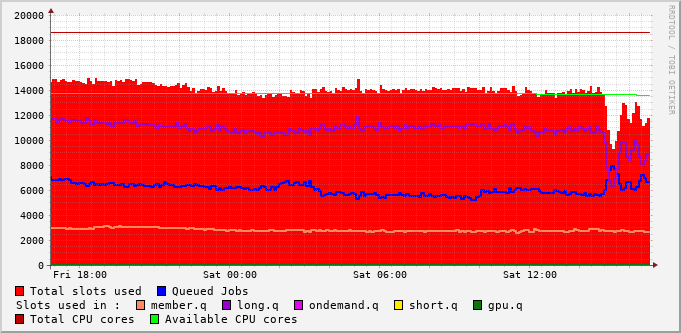 20000
18000
16000
14000
12000
10000
8000
6000
4000
2000
0
Fri 18:00 Sat 00:00 Sat 06:00 Sat 12:00
RRDTOOL / TOBI OETIKER
Total slots used Queued Jobs
Slots used in : member.q long.q ondemand.q short.q gpu.q
Total CPU cores Available CPU cores